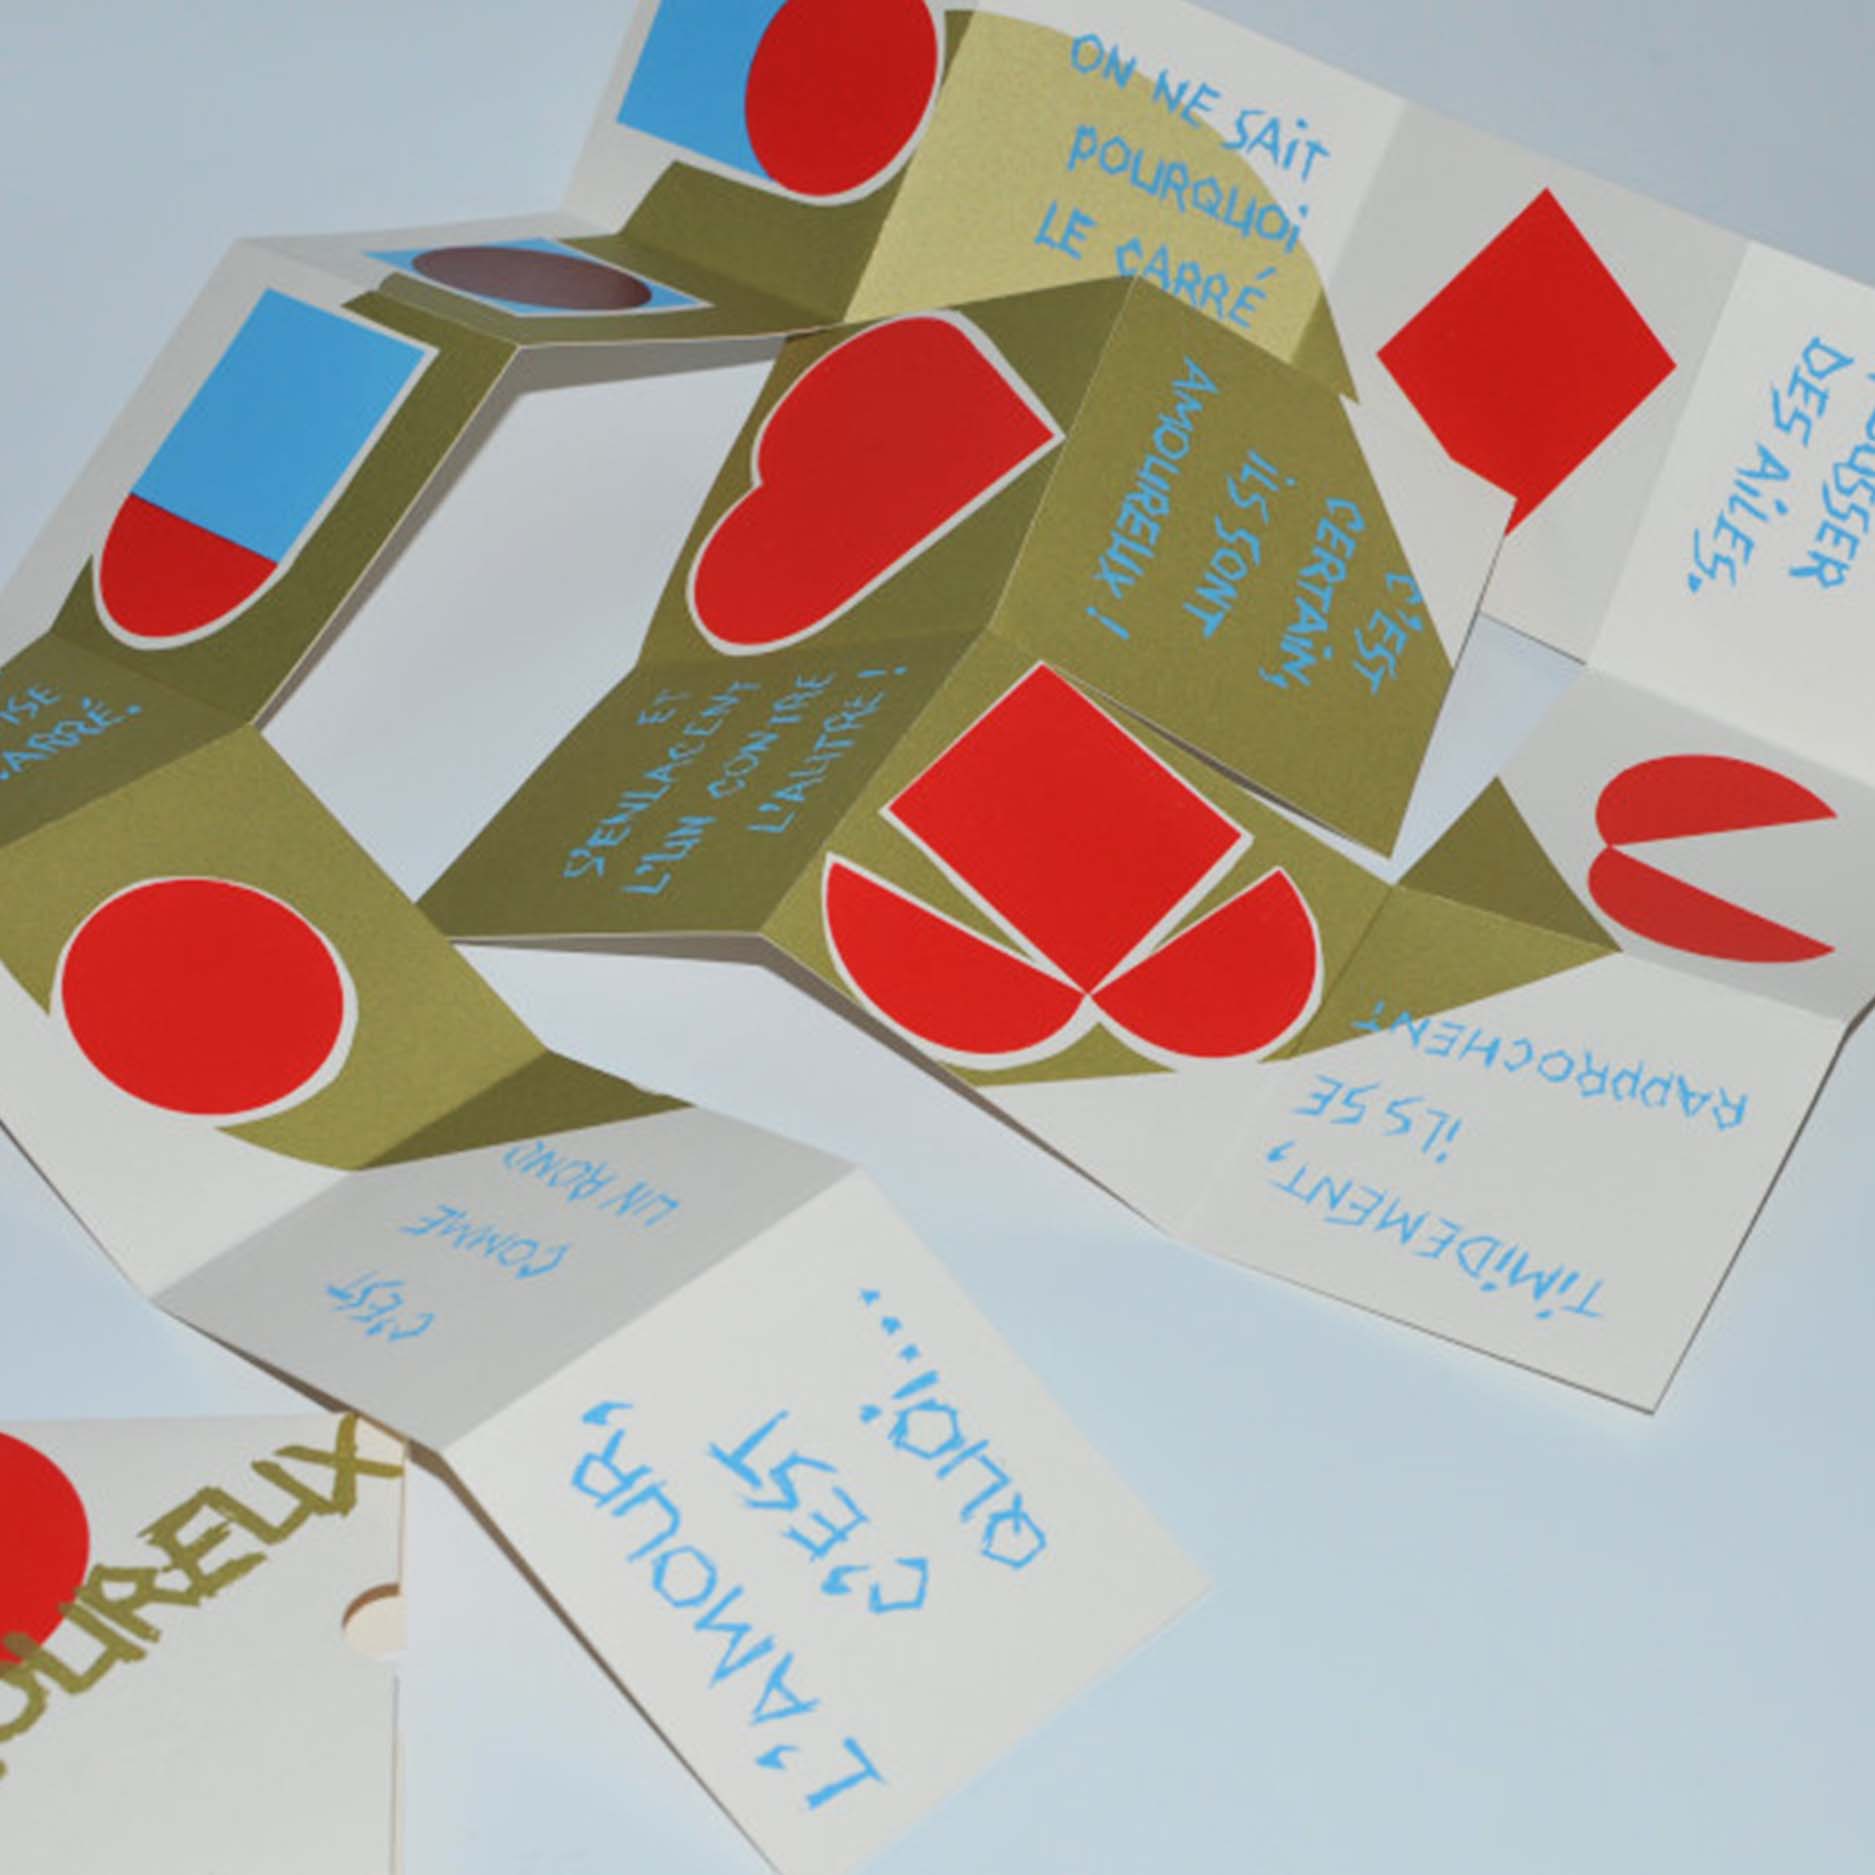 ON NE SAIT
POURQUOI
LE CARRÉ
DES AILES.
C'EST
CERTAIN,
ILS SONT
AMOUREUX !
ET
S'ENLACENT
L'UN CONTRE
L'AUTRE !
TIMIDEMENT,
ILS SE
RAPPROCHENT
C'EST
COMME
UN ROND
L'AMOUR,
C'EST
QUOI...